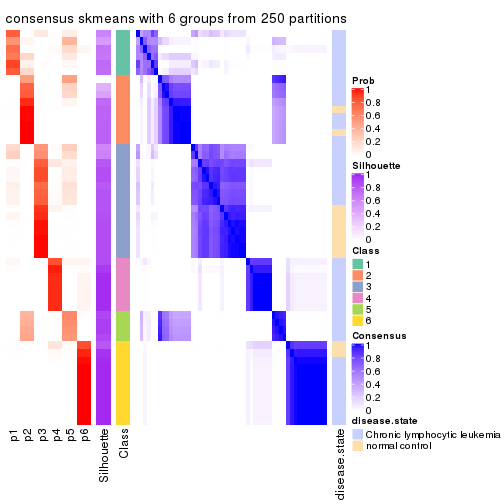 consensus skmeans with 6 groups from 250 partitions
Prob
1
0.8
0.6
0.4
0.2
0
Silhouette
1
0.8
0.6
0.4
0.2
0
Class
1
2
3
4
5
6
Consensus
1
0.8
0.6
0.4
0.2
0
disease.state
Chronic lymphocytic leukemia
normal control
p1
p2
p3
p4
p5
p6
Silhouette
Class
disease.state